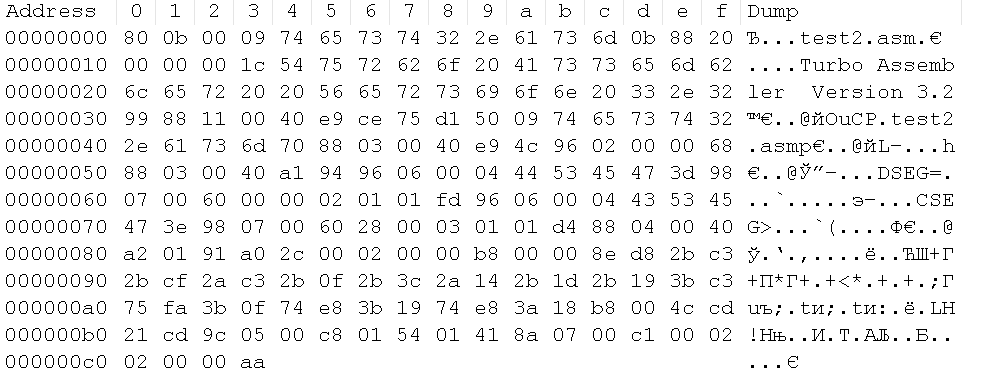 Address 0 1 2 3 4 5 6 7 8 9 a b c d e f Dump
00000000 80 0b 00 09 74 65 73 74 32 2e 61 73 6d 0b 88 20 Ђ...test2.asm.€
00000010 00 00 00 1c 54 75 72 62 6f 20 41 73 73 65 6d 62 ....Turbo Assemb
00000020 6c 65 72 20 20 56 65 72 73 69 6f 6e 20 33 2e 32 ler  Version 3.2
00000030 99 88 11 00 40 e9 ce 75 d1 50 09 74 65 73 74 32 ™€..@йОuСP.test2
00000040 2e 61 73 6d 70 88 03 00 40 e9 4c 96 02 00 00 68 .asmp€..@йL–...h
00000050 88 03 00 40 a1 94 96 06 00 04 44 53 45 47 3d 98 €..@Ў”–...DSEG=.
00000060 07 00 60 00 00 02 01 01 fd 96 06 00 04 43 53 45 ..`.....э–...CSE
00000070 47 3e 98 07 00 60 28 00 03 01 01 d4 88 04 00 40 G>...`(....Ф€..@
00000080 a2 01 91 a0 2c 00 02 00 00 b8 00 00 8e d8 2b c3 ў.‘.,....ё..ЋШ+Г
00000090 2b cf 2a c3 2b 0f 2b 3c 2a 14 2b 1d 2b 19 3b c3 +П*Г+.+<*.+.+.;Г
000000a0 75 fa 3b 0f 74 e8 3b 19 74 e8 3a 18 b8 00 4c cd uъ;.tи;.tи:.ё.LН
000000b0 21 cd 9c 05 00 c8 01 54 01 41 8a 07 00 c1 00 02 !Нњ..И.T.AЉ..Б..
000000c0 02 00 00 aa ...Є